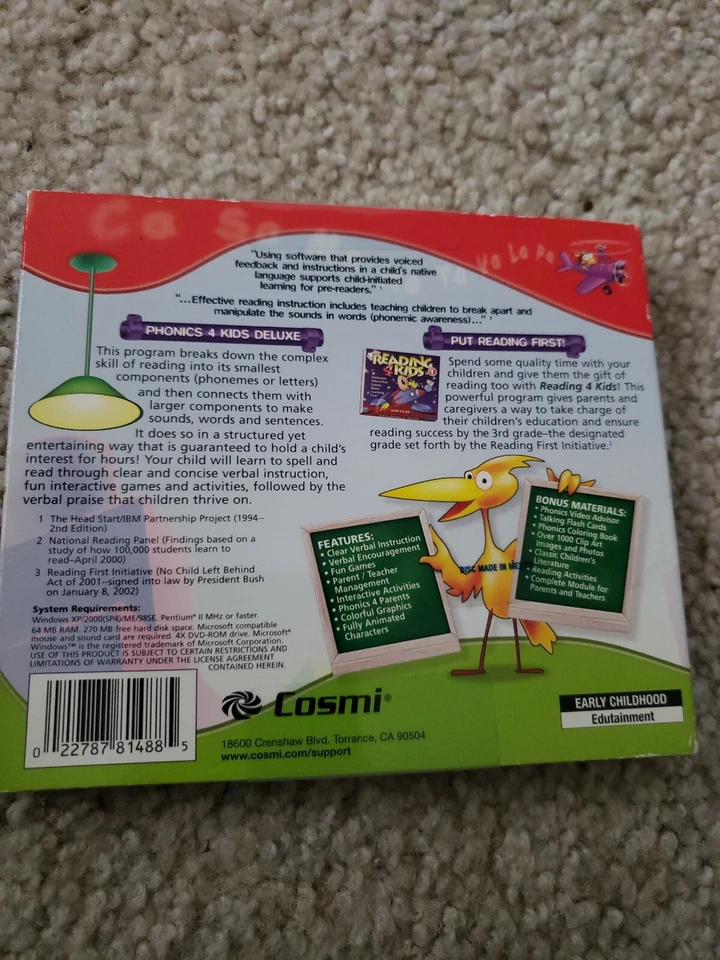 Ca So
Va Lo Pa
"Using software that provides voiced
feedback and instructions in a child's native
language supports child-initiated
learning for pre-readers." 1
"...Effective reading instruction includes teaching children to break apart and
manipulate the sounds in words (phonemic awareness)..." 2
PHONICS 4 KIDS DELUXE
This program breaks down the complex
skill of reading into its smallest
components (phonemes or letters)
and then connects them with
larger components to make
sounds, words and sentences.
It does so in a structured yet
entertaining way that is guaranteed to hold a child's
interest for hours! Your child will learn to spell and
read through clear and concise verbal instruction,
fun interactive games and activities, followed by the
verbal praise that children thrive on.
PUT READING FIRST!
READING
4 KIDS
Spend some quality time with your
children and give them the gift of
reading too with Reading 4 Kids! This
powerful program gives parents and
caregivers a way to take charge of
their children's education and ensure
reading success by the 3rd grade–the designated
grade set forth by the Reading First Initiative.3
1 The Head Start/IBM Partnership Project (1994--
2nd Edition)
2 National Reading Panel (Findings based on a
study of how 100,000 students learn to
read–April 2000)
3 Reading First Initiative (No Child Left Behind
Act of 2001--signed into law by President Bush
on January 8, 2002)
System Requirements:
Windows XP/2000(SP4)/ME/98SE. Pentium® II MHz or faster.
64 MB RAM. 270 MB free hard disk space. Microsoft compatible
mouse and sound card are required. 4X DVD-ROM drive. Microsoft®
Windows™ is the registered trademark of Microsoft Corporation.
USE OF THIS PRODUCT IS SUBJECT TO CERTAIN RESTRICTIONS AND
LIMITATIONS OF WARRANTY UNDER THE LICENSE AGREEMENT
CONTAINED HEREIN.
FEATURES:
• Clear Verbal Instruction
• Verbal Encouragement
• Fun Games
• Parent / Teacher
Management
• Interactive Activities
• Phonics 4 Parents
• Colorful Graphics
• Fully Animated
Characters
DISC MADE IN
BONUS MATERIALS:
• Phonics Video Advisor
• Talking Flash Cards
• Phonics Coloring Book
• Over 1000 Clip Art
Images and Photos
• Classic Children's
Literature
• Reading Activities
• Complete Module for
Parents and Teachers
0 22787 81488 5
Cosmi®
18600 Crenshaw Blvd. Torrance, CA 90504
www.cosmi.com/support
EARLY CHILDHOOD
Edutainment